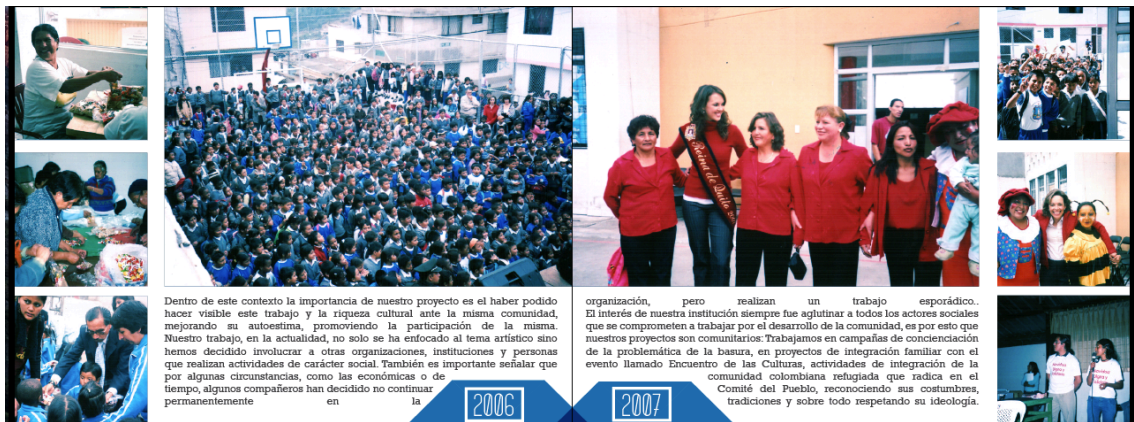 Reina de Quito
Dentro de este contexto la importancia de nuestro proyecto es el haber podido
hacer visible este trabajo y la riqueza cultural ante la misma comunidad,
mejorando su autoestima, promoviendo la participación de la misma.
Nuestro trabajo, en la actualidad, no solo se ha enfocado al tema artístico sino
hemos decidido involucrar a otras organizaciones, instituciones y personas
que realizan actividades de carácter social. También es importante señalar que
por algunas circunstancias, como las económicas o de
tiempo, algunos compañeros han decidido no continuar
permanentemente en la
2006
organización, pero realizan un trabajo esporádico..
El interés de nuestra institución siempre fue aglutinar a todos los actores sociales
que se comprometen a trabajar por el desarrollo de la comunidad, es por esto que
nuestros proyectos son comunitarios: Trabajamos en campañas de concienciación
de la problemática de la basura, en proyectos de integración familiar con el
evento llamado Encuentro de las Culturas, actividades de integración de la
comunidad colombiana refugiada que radica en el
Comité del Pueblo, reconociendo sus costumbres,
tradiciones y sobre todo respetando su ideología.
2007